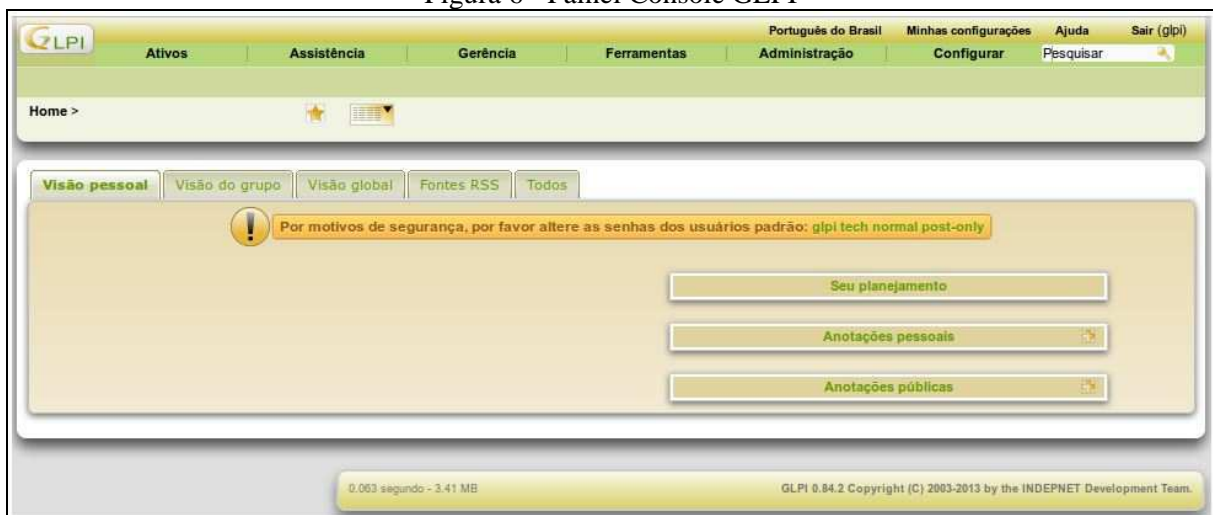 Figura 6 - Painel Console GLPI
GLPI
Português do Brasil Minhas configurações Ajuda Sair (glpi)
Ativos Assistência Gerência Ferramentas Administração Configurar Pesquisar
Home >
Visão pessoal Visão do grupo Visão global Fontes RSS Todos
Por motivos de segurança, por favor altere as senhas dos usuários padrão: glpi tech normal post-only
Seu planejamento
Anotações pessoais
Anotações públicas
0.063 segundo - 3.41 MB GLPI 0.84.2 Copyright (C) 2003-2013 by the INDEPNET Development Team.